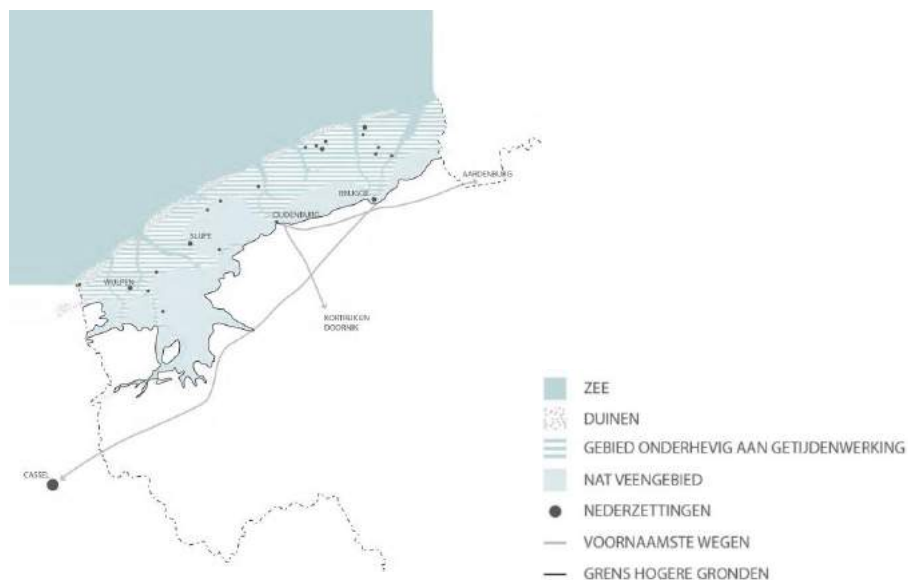 AARDENBURG
BRUGGE
OUDENBURG
SLIJPE
WULPEN
KORTRIJK EN
DOORNIK
CASSEL
ZEE
DUINEN
GEBIED ONDERHEVIG AAN GETIJDENWERKING
NAT VEENGEBIED
NEDERZETTINGEN
VOORNAAMSTE WEGEN
GRENS HOGERE GRONDEN